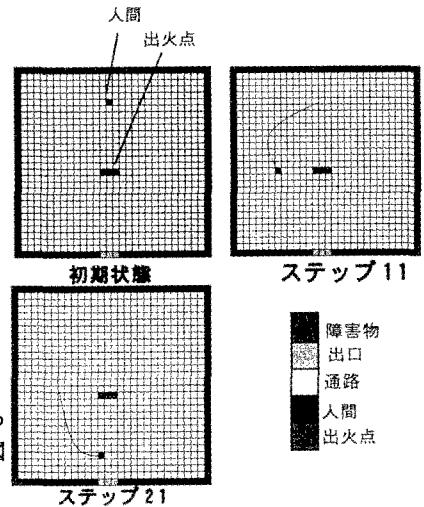 人間
出火点
初期状態
ステップ11
障害物
出口
通路
人間
出火点
ステップ21